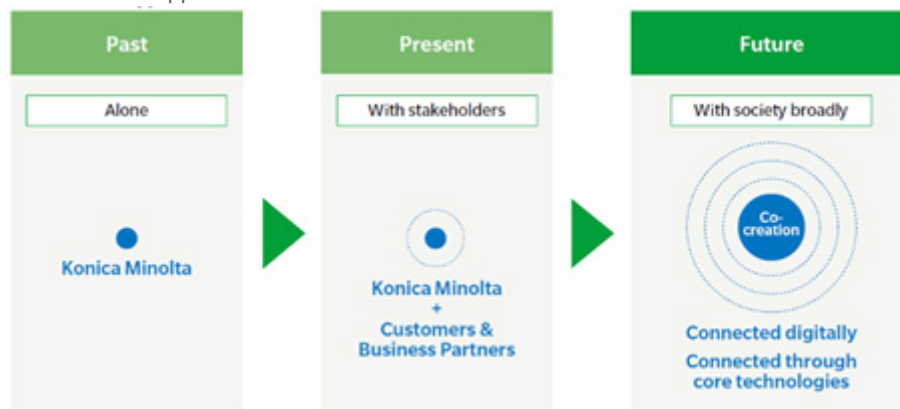 Past
Alone
Konica Minolta
Present
With stakeholders
Konica Minolta
+
Customers &
Business Partners
Future
With society broadly
Co-
creation
Connected digitally
Connected through
core technologies